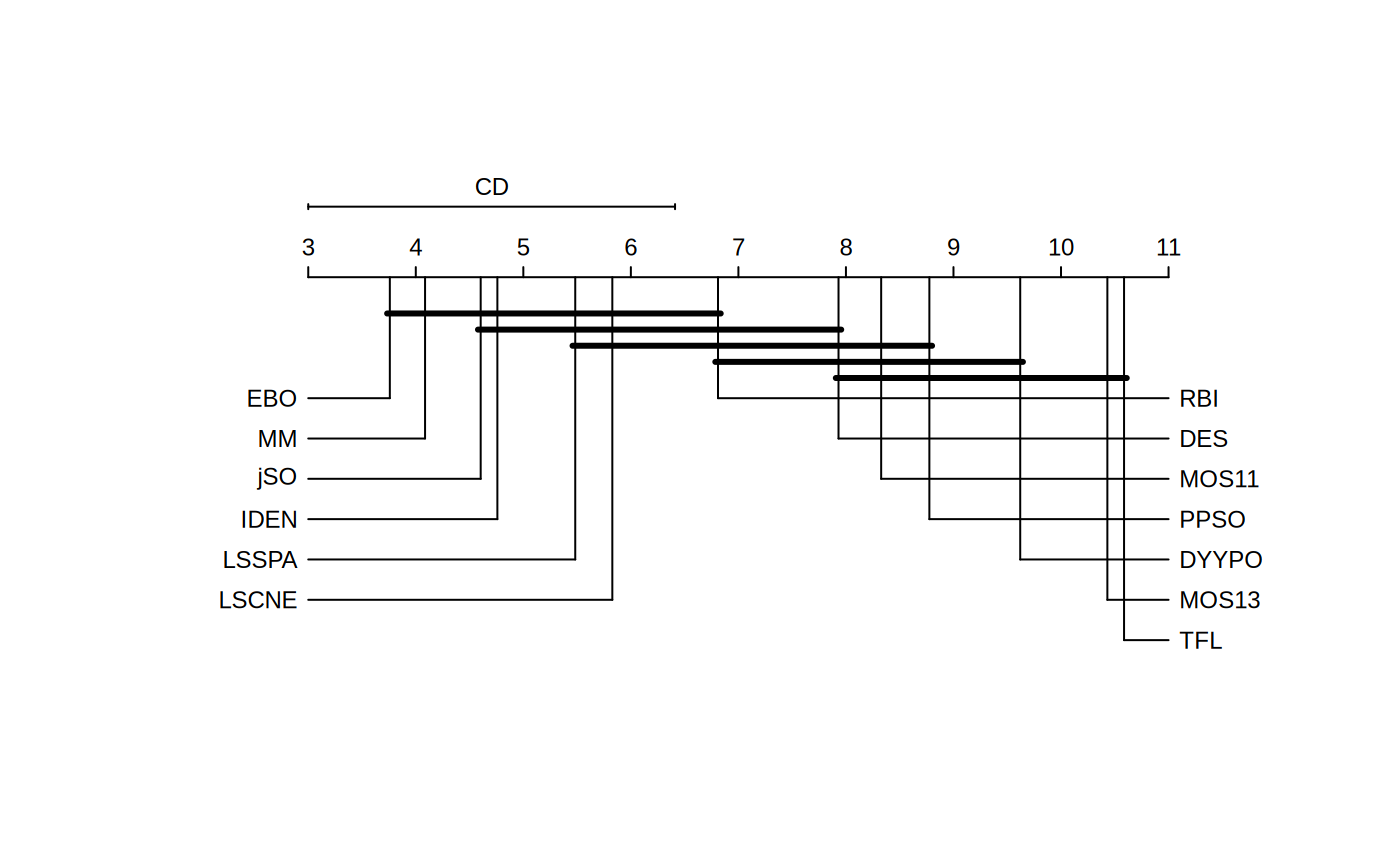 CD
3 4 5 6 7 8 9 10 11
EBO RBI
MM DES
jSO MOS11
IDEN PPSO
LSSPA DYYPO
LSCNE MOS13
TFL